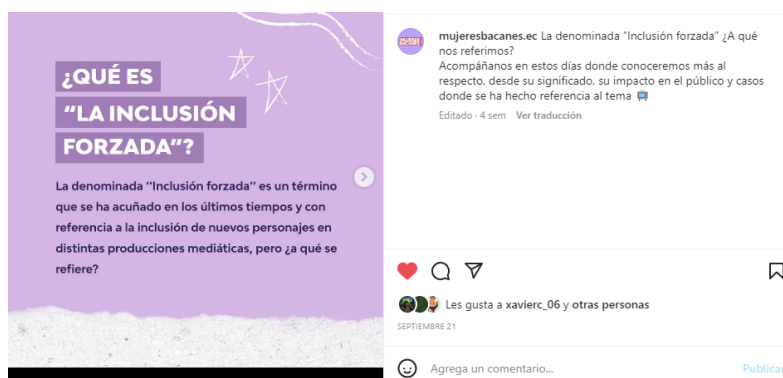 ¿QUÉ ES
“LA INCLUSIÓN
FORZADA”?
La denominada ‘‘Inclusión forzada’’ es un término
que se ha acuñado en los últimos tiempos y con
referencia a la inclusión de nuevos personajes en
distintas producciones mediáticas, pero ¿a qué se
refiere?
mujeresbacanes.ec La denominada “Inclusión forzada” ¿A qué
nos referimos?
Acompáñanos en estos días donde conoceremos más al
respecto, desde su significado, su impacto en el público y casos
donde se ha hecho referencia al tema 📺
Editado · 4 sem Ver traducción
Les gusta a xavierc_06 y otras personas
SEPTIEMBRE 21
Agrega un comentario... Publicar